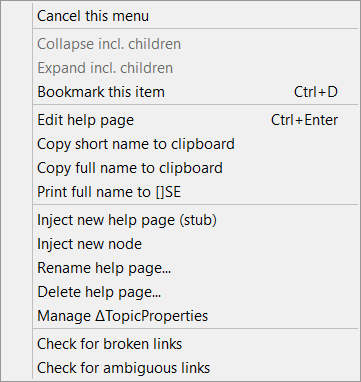 Cancel this menu
Collapse incl. children
Expand incl. children
Bookmark this item Ctrl+D
Edit help page Ctrl+Enter
Copy short name to clipboard
Copy full name to clipboard
Print full name to []SE
Inject new help page (stub)
Inject new node
Rename help page...
Delete help page...
Manage ΔTopicProperties
Check for broken links
Check for ambiguous links